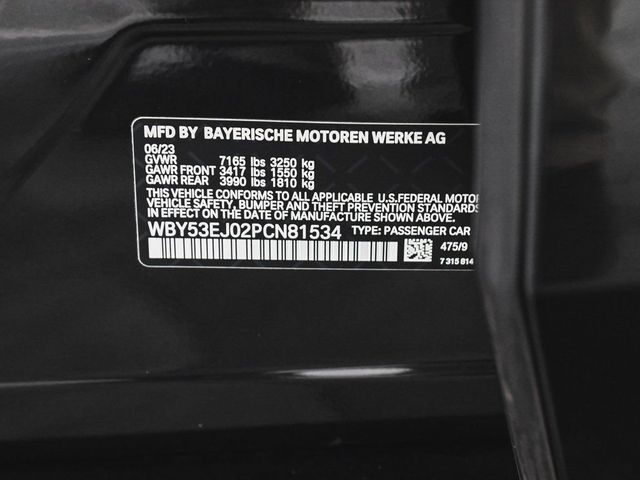 MFD BY BAYERISCHE MOTOREN WERKE AG
06/23
GVWR 7165 lbs 3250 kg
GAWR FRONT 3417 lbs 1550 kg
GAWR REAR 3990 lbs 1810 kg
THIS VEHICLE CONFORMS TO ALL APPLICABLE U.S.FEDERAL MOTOR
VEHICLE SAFETY, BUMPER AND THEFT PREVENTION STANDARDS
IN EFFECT ON THE DATE OF MANUFACTURE SHOWN ABOVE.
WBY53EJ02PCN81534 TYPE: PASSENGER CAR
475/9
7 315 814